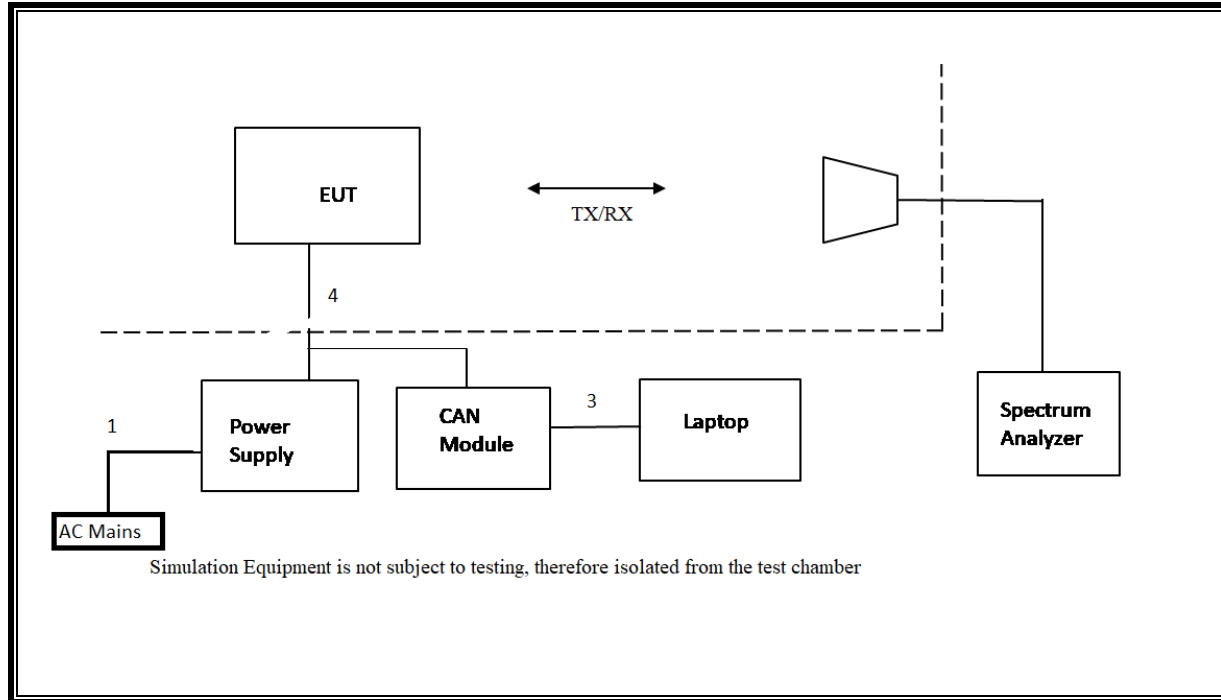 EUT
TX/RX
4
1
Power
Supply
CAN
Module
3
Laptop
Spectrum
Analyzer
AC Mains
Simulation Equipment is not subject to testing, therefore isolated from the test chamber